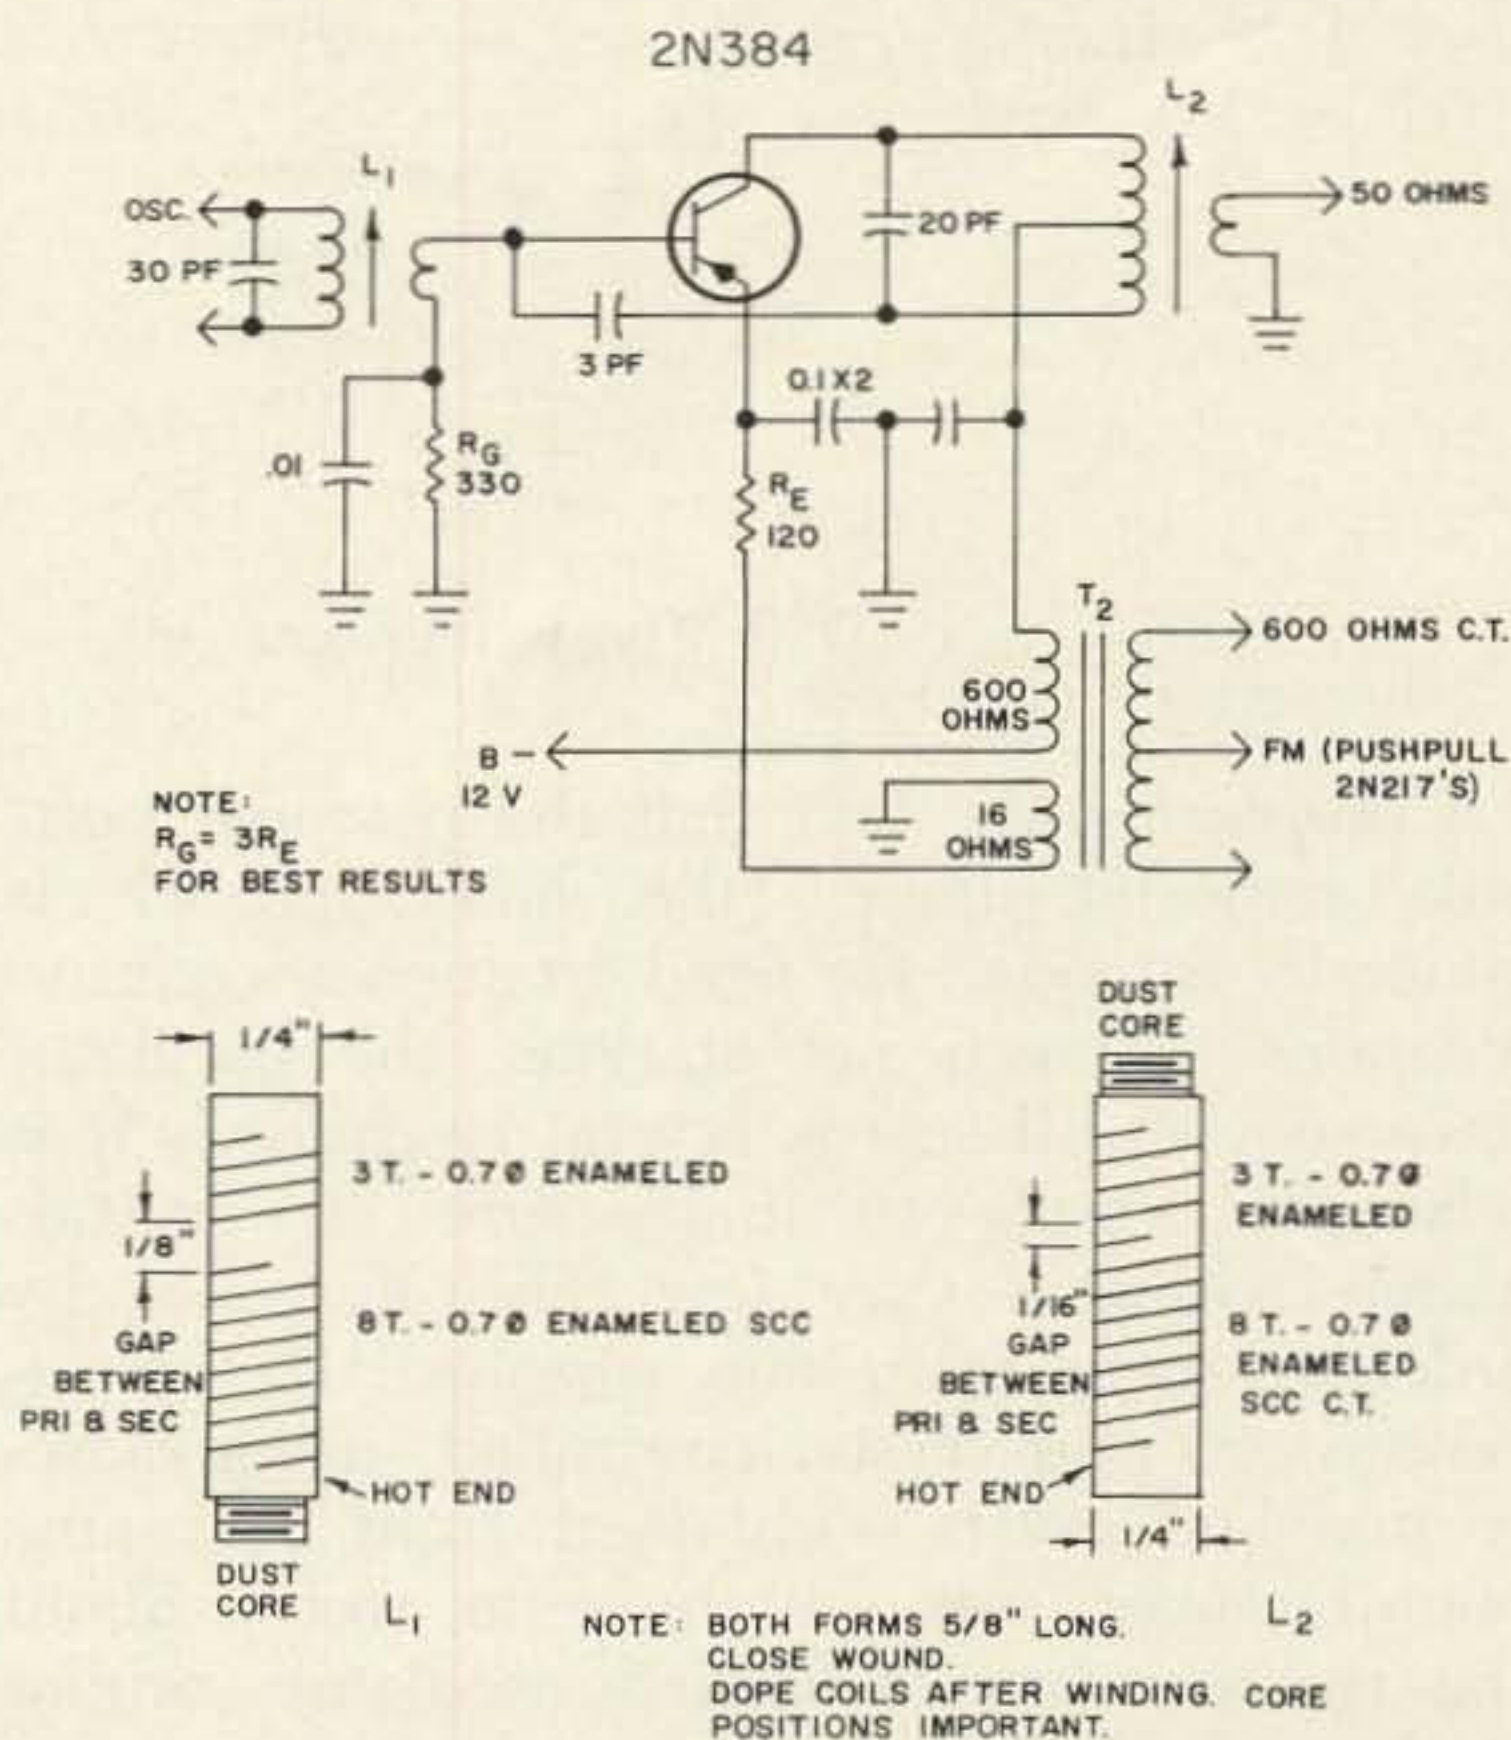 2N384
L2
L1
OSC.
50 OHMS
20 PF
30 PF
3 PF
0.1 X 2
.01
RG
330
RE
120
T2
600 OHMS C.T.
600
OHMS
B -
12 V
FM (PUSHPULL
2N217'S)
16
OHMS
NOTE:
RG = 3RE
FOR BEST RESULTS
1/4"
3 T. - 0.7 Ø ENAMELED
1/8"
GAP
BETWEEN
PRI & SEC
8 T. - 0.7 Ø ENAMELED SCC
HOT END
DUST
CORE
L1
DUST
CORE
3 T. - 0.7 Ø
ENAMELED
1/16"
GAP
BETWEEN
PRI & SEC
8 T. - 0.7 Ø
ENAMELED
SCC C.T.
HOT END
1/4"
L2
NOTE: BOTH FORMS 5/8" LONG.
CLOSE WOUND.
DOPE COILS AFTER WINDING. CORE
POSITIONS IMPORTANT.